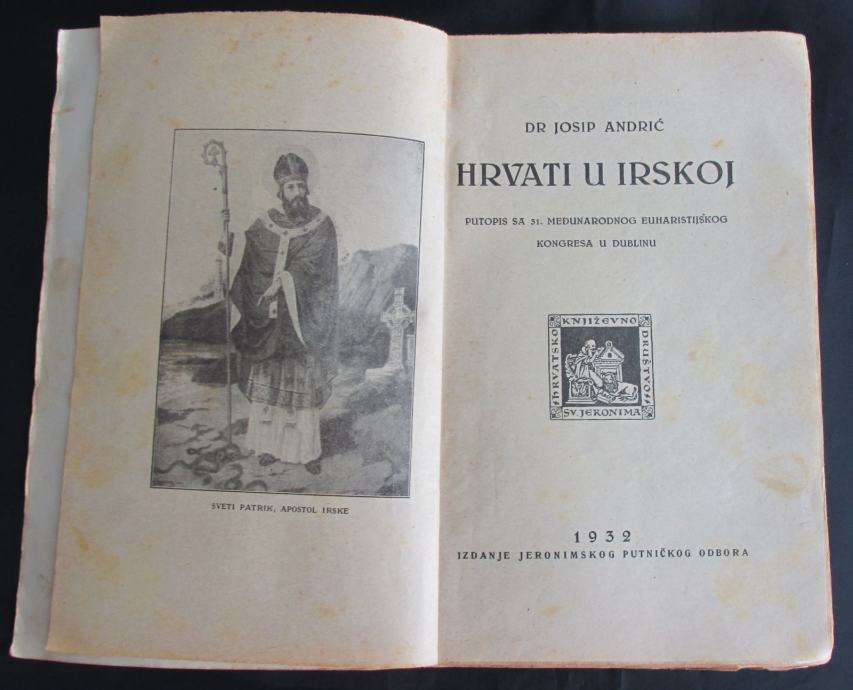 SVETI PATRIK, APOSTOL IRSKE
DR JOSIP ANDRIĆ
HRVATI U IRSKOJ
PUTOPIS SA 31. MEĐUNARODNOG EUHARISTIJSKOG
KONGRESA U DUBLINU
HRVATSKO
KNJIŽEVNO
DRUŠTVO
SV. JERONIMA
1932
IZDANJE JERONIMSKOG PUTNIČKOG ODBORA